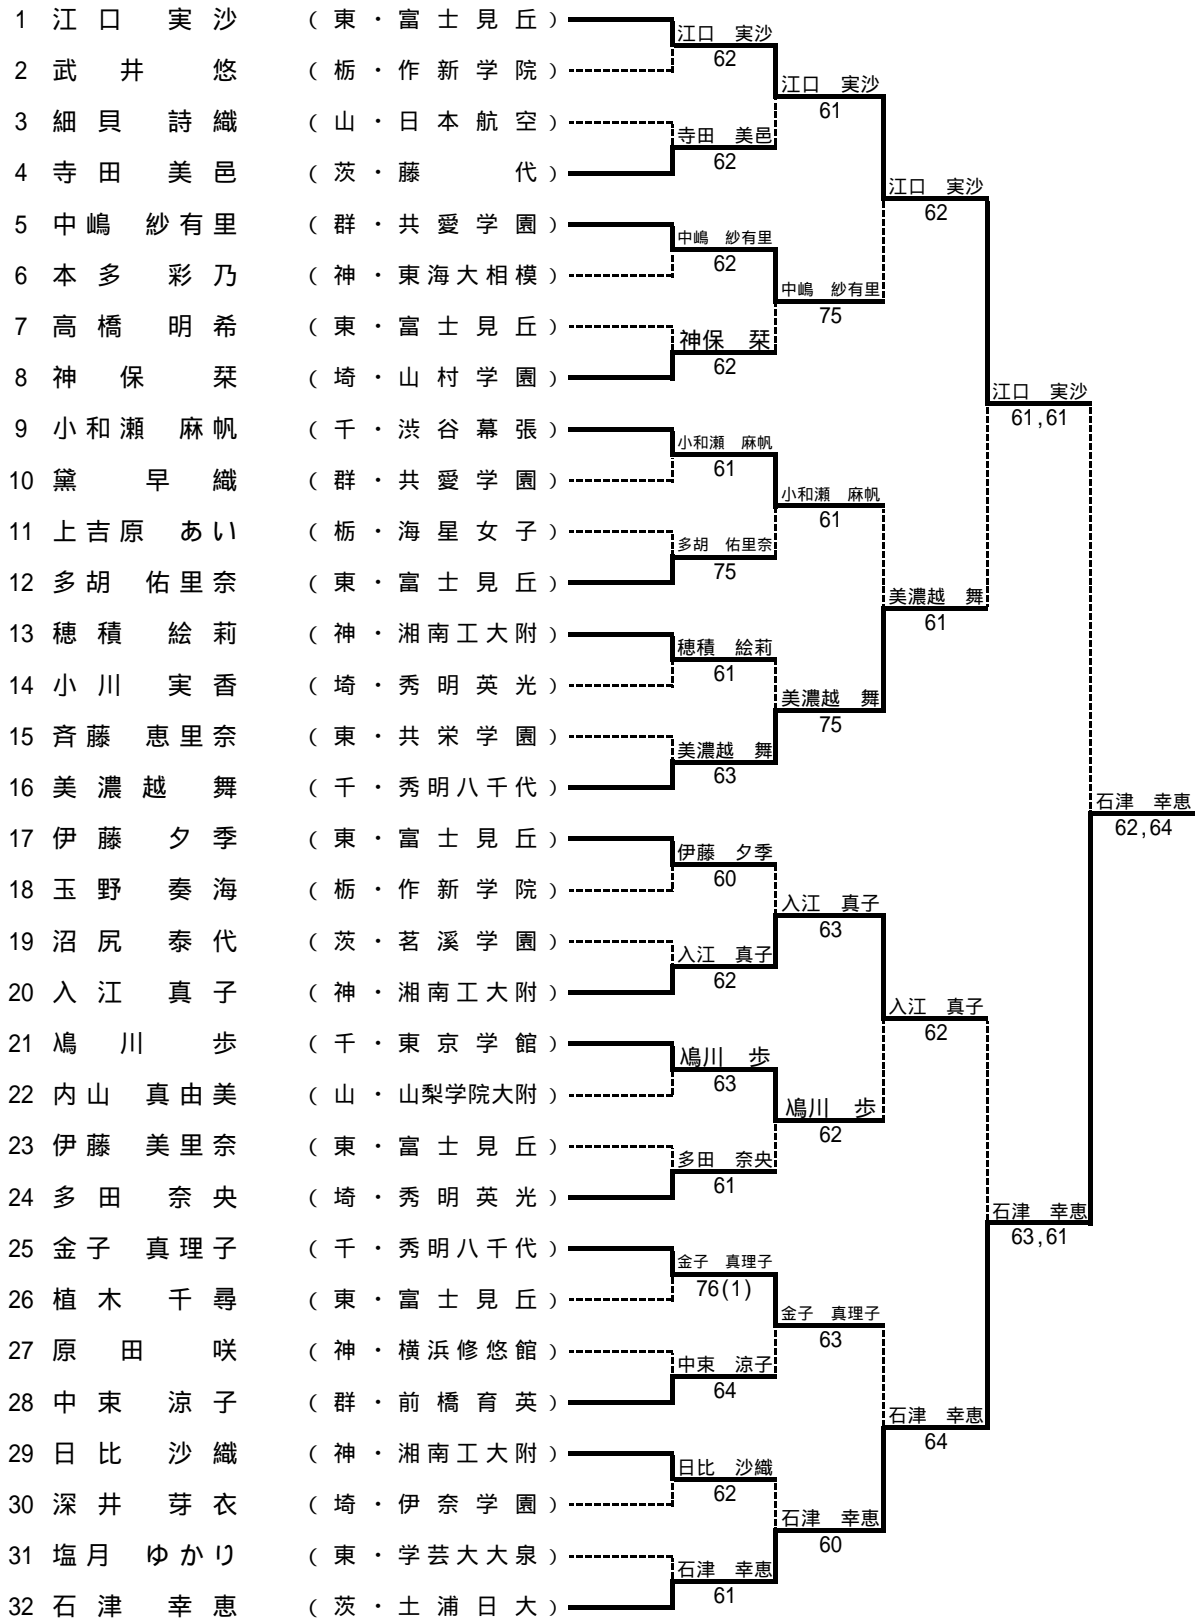 1 江口 実沙 (東・富士見丘)
2 武井 悠 (栃・作新学院)
3 細貝 詩織 (山・日本航空)
4 寺田 美邑 (茨・藤代)
5 中嶋 紗有里 (群・共愛学園)
6 本多 彩乃 (神・東海大相模)
7 高橋 明希 (東・富士見丘)
8 神保 栞 (埼・山村学園)
9 小和瀬 麻帆 (千・渋谷幕張)
10 黛 早織 (群・共愛学園)
11 上吉原 あい (栃・海星女子)
12 多胡 佑里奈 (東・富士見丘)
13 穂積 絵莉 (神・湘南工大附)
14 小川 実香 (埼・秀明英光)
15 斉藤 恵里奈 (東・共栄学園)
16 美濃越 舞 (千・秀明八千代)
17 伊藤 夕季 (東・富士見丘)
18 玉野 奏海 (栃・作新学院)
19 沼尻 泰代 (茨・茗溪学園)
20 入江 真子 (神・湘南工大附)
21 鳰川 歩 (千・東京学館)
22 内山 真由美 (山・山梨学院大附)
23 伊藤 美里奈 (東・富士見丘)
24 多田 奈央 (埼・秀明英光)
25 金子 真理子 (千・秀明八千代)
26 植木 千尋 (東・富士見丘)
27 原田 咲 (神・横浜修悠館)
28 中束 涼子 (群・前橋育英)
29 日比 沙織 (神・湘南工大附)
30 深井 芽衣 (埼・伊奈学園)
31 塩月 ゆかり (東・学芸大大泉)
32 石津 幸恵 (茨・土浦日大)
江口 実沙
62
寺田 美邑
62
中嶋 紗有里
62
神保 栞
62
小和瀬 麻帆
61
多胡 佑里奈
75
穂積 絵莉
61
美濃越 舞
63
伊藤 夕季
60
入江 真子
62
鳰川 歩
63
多田 奈央
61
金子 真理子
76(1)
中束 涼子
64
日比 沙織
62
石津 幸恵
61
江口 実沙
61
中嶋 紗有里
75
小和瀬 麻帆
61
美濃越 舞
75
入江 真子
63
鳰川 歩
62
金子 真理子
63
石津 幸恵
60
江口 実沙
62
美濃越 舞
61
入江 真子
62
石津 幸恵
64
江口 実沙
61,61
石津 幸恵
63,61
石津 幸恵
62,64